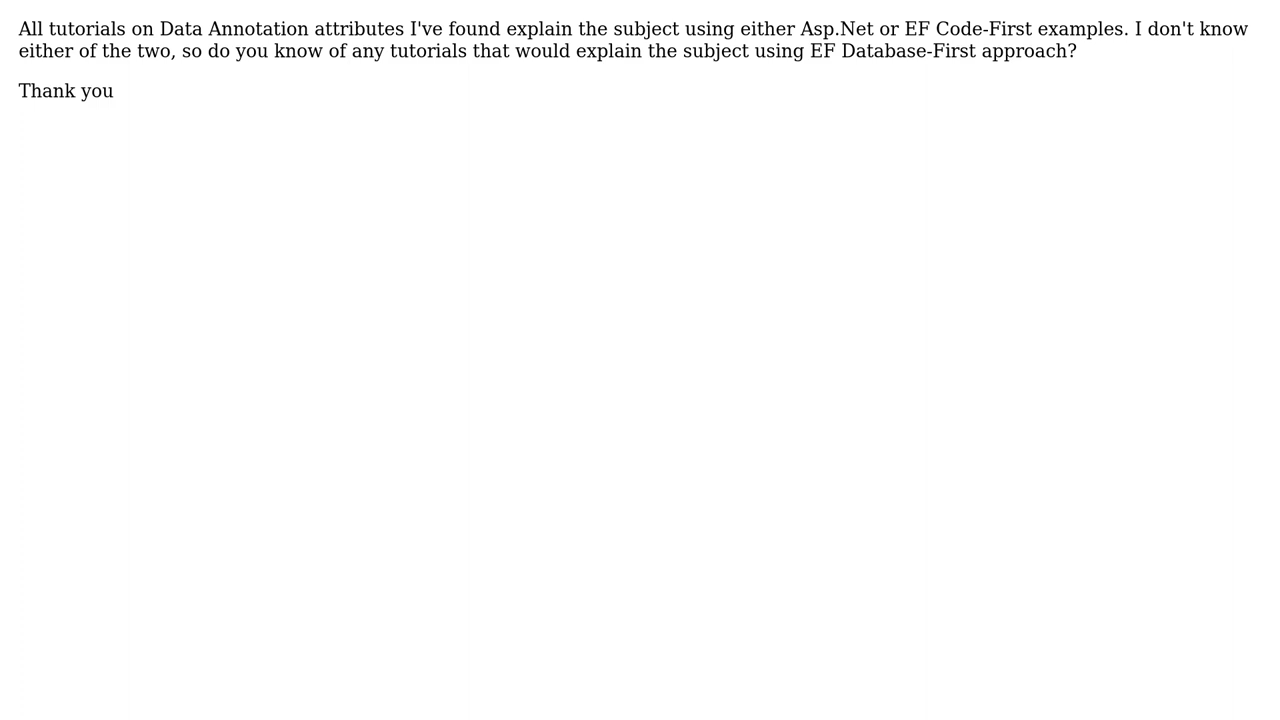 All tutorials on Data Annotation attributes I've found explain the subject using either Asp.Net or EF Code-First examples. I don't know
either of the two, so do you know of any tutorials that would explain the subject using EF Database-First approach?
Thank you